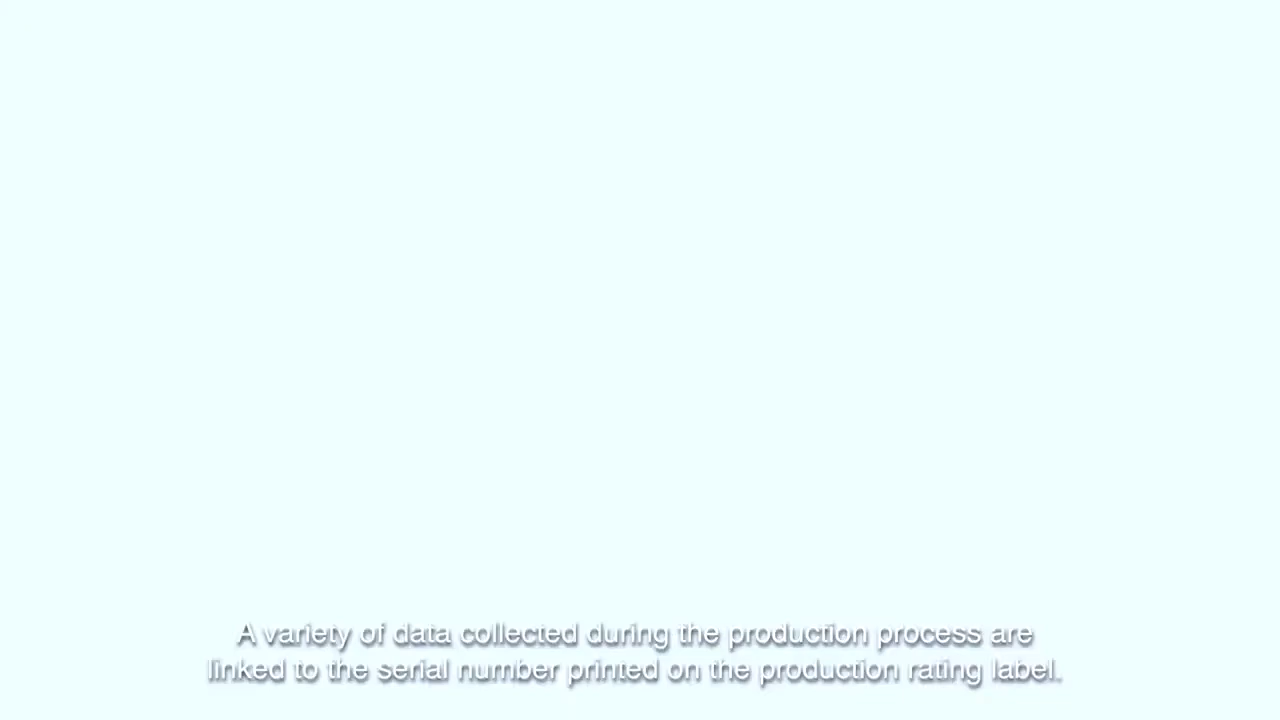 A variety of data collected during the production process are
linked to the serial number printed on the production rating label.